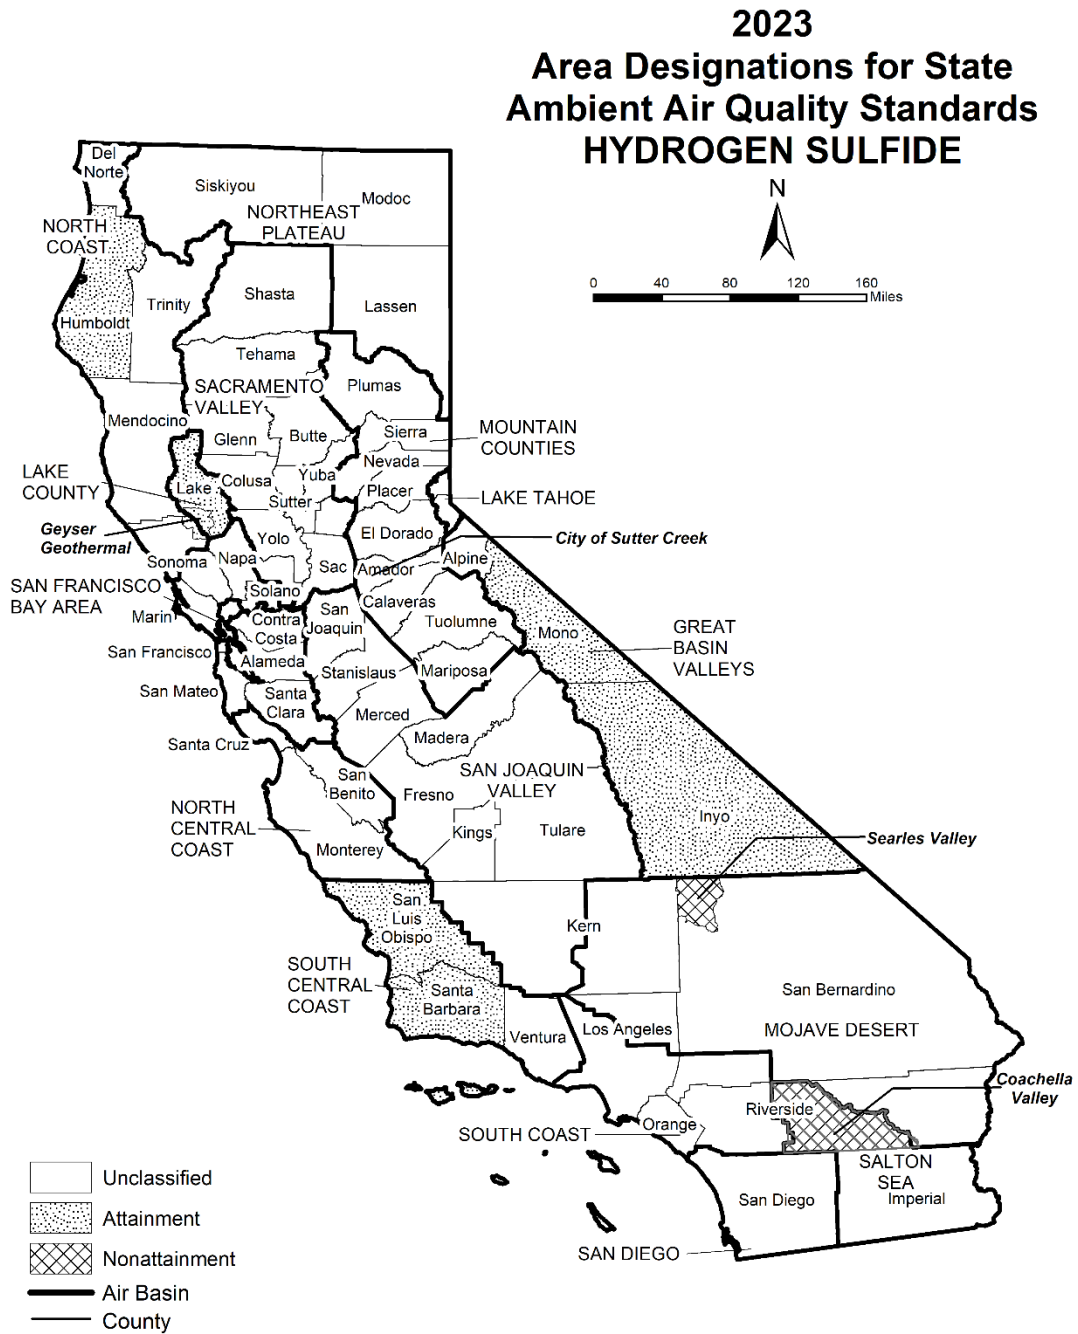 2023
Area Designations for State
Ambient Air Quality Standards
HYDROGEN SULFIDE
N
0 40 80 120 160
Miles
Del
Norte
Siskiyou
Modoc
NORTHEAST
PLATEAU
NORTH
COAST
Shasta
Trinity
Lassen
Humboldt
Tehama
Plumas
SACRAMENTO
VALLEY
Mendocino
Glenn
Butte
Sierra
MOUNTAIN
COUNTIES
Nevada
LAKE
COUNTY
Lake
Colusa
Yuba
Placer
Sutter
LAKE TAHOE
Geyser
Geothermal
Yolo
El Dorado
City of Sutter Creek
Sonoma
Napa
Sac
Amador
Alpine
SAN FRANCISCO
BAY AREA
Solano
Calaveras
Marin
Contra
Costa
San
Joaquin
Tuolumne
Mono
GREAT
BASIN
VALLEYS
San Francisco
Alameda
Stanislaus
Mariposa
San Mateo
Santa
Clara
Merced
Madera
Santa Cruz
San
Benito
Fresno
SAN JOAQUIN
VALLEY
NORTH
CENTRAL
COAST
Monterey
Kings
Tulare
Inyo
Searles Valley
San
Luis
Obispo
Kern
SOUTH
CENTRAL
COAST
Santa
Barbara
San Bernardino
Ventura
Los Angeles
MOJAVE DESERT
Coachella
Valley
Riverside
Orange
SOUTH COAST
SALTON
SEA
Imperial
San Diego
SAN DIEGO
Unclassified
Attainment
Nonattainment
Air Basin
County